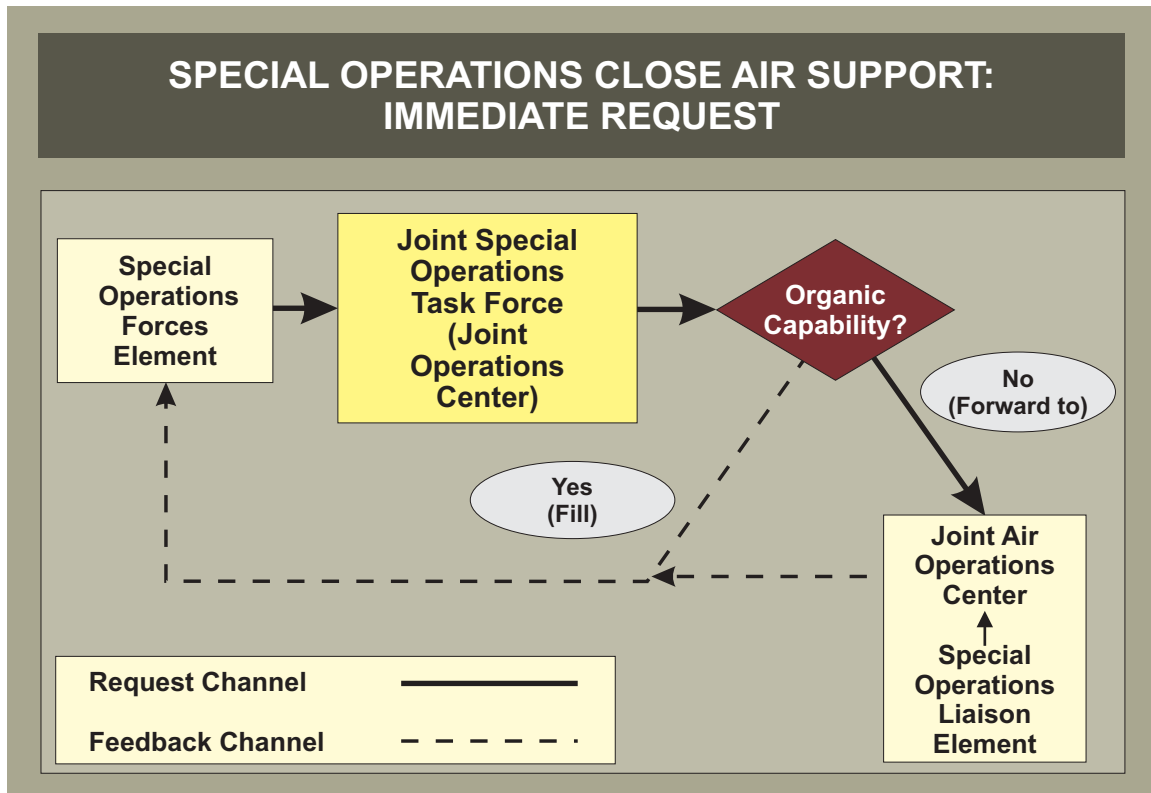 SPECIAL OPERATIONS CLOSE AIR SUPPORT:
IMMEDIATE REQUEST
Special
Operations
Forces
Element
Joint Special
Operations
Task Force
(Joint
Operations
Center)
Organic
Capability?
No
(Forward to)
Yes
(Fill)
Joint Air
Operations
Center
Special
Operations
Liaison
Element
Request Channel
Feedback Channel